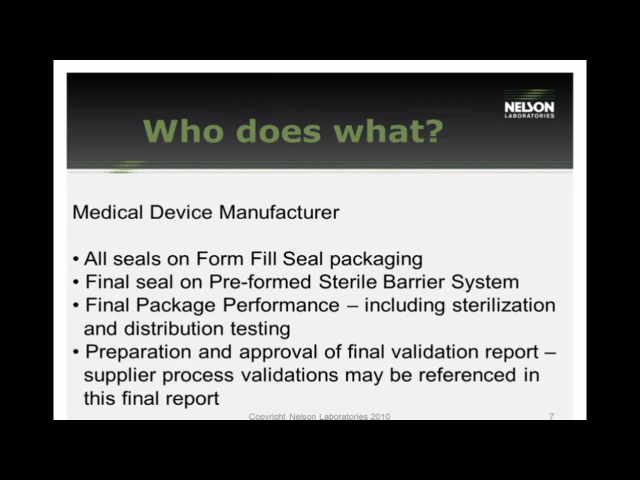 NELSON
LABORATORIES
Who does what?
Medical Device Manufacturer
• All seals on Form Fill Seal packaging
• Final seal on Pre-formed Sterile Barrier System
• Final Package Performance – including sterilization
and distribution testing
• Preparation and approval of final validation report –
supplier process validations may be referenced in
this final report
Copyright Nelson Laboratories 2010
7